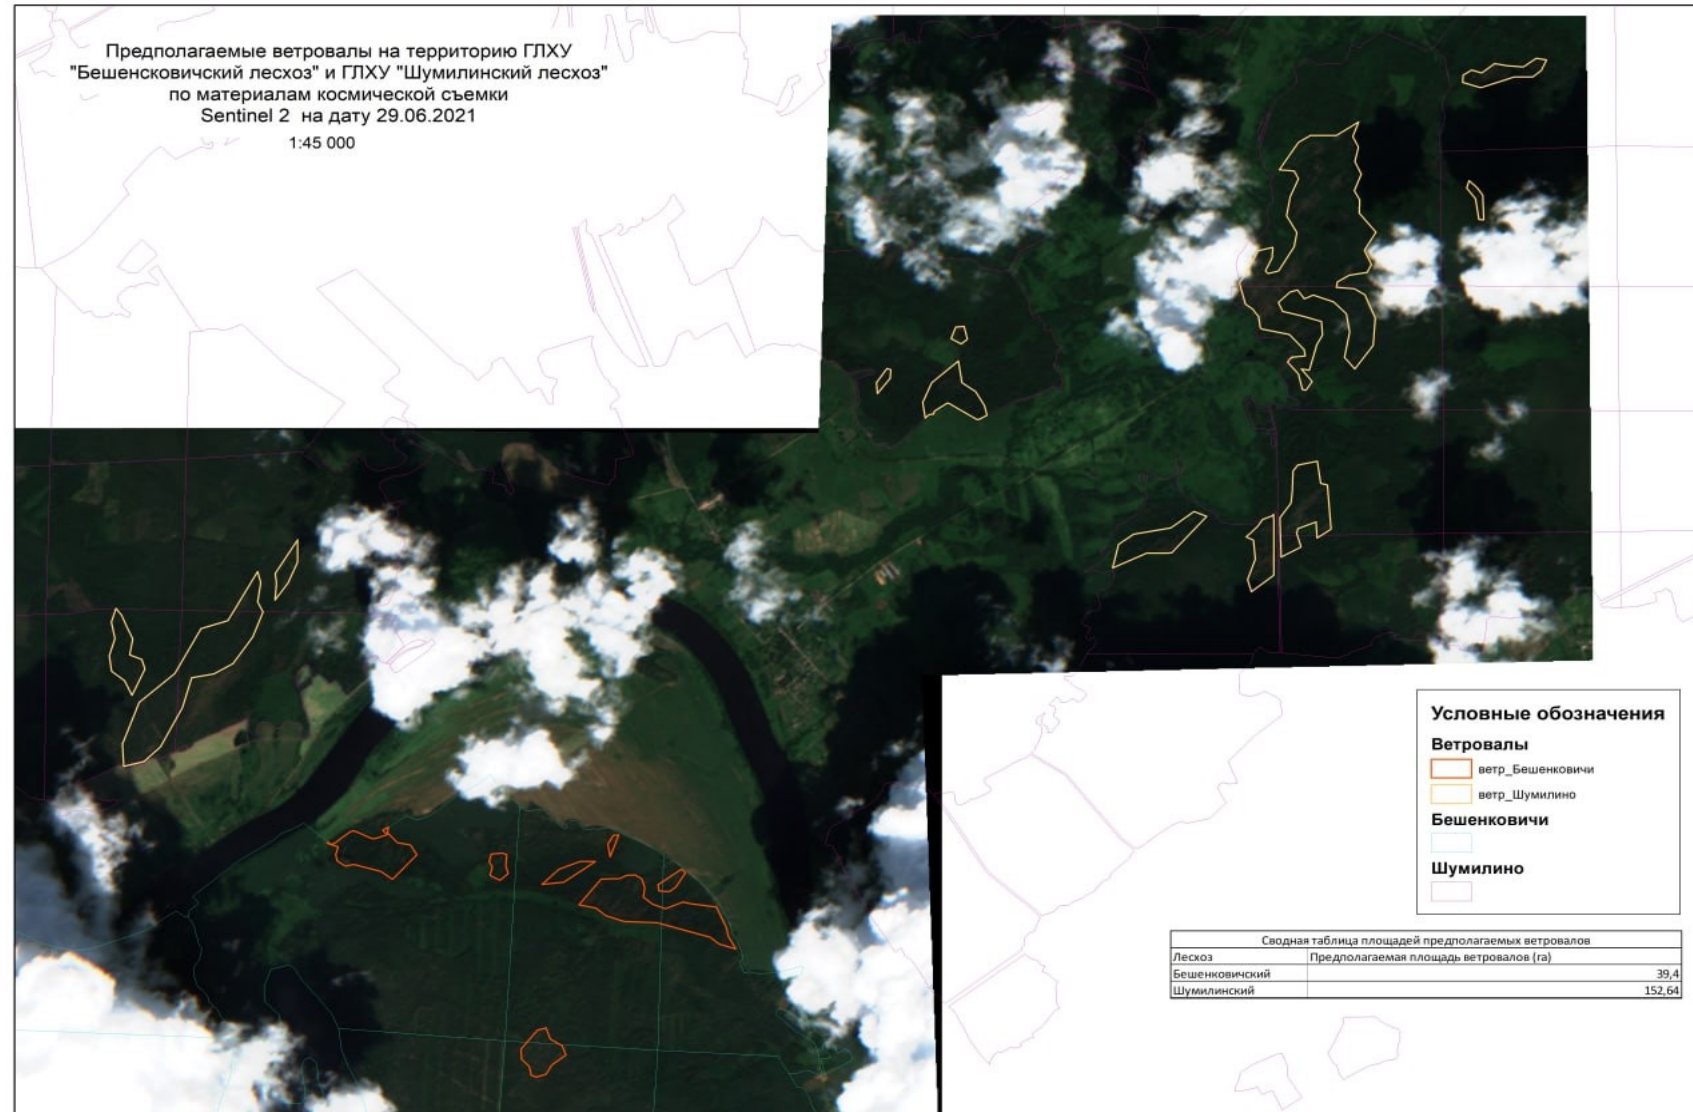 Предполагаемые ветровалы на территорию ГЛХУ
"Бешенсковичский лесхоз" и ГЛХУ "Шумилинский лесхоз"
по материалам космической съемки
Sentinel 2 на дату 29.06.2021
1:45 000
Условные обозначения
Ветровалы
ветр_Бешенковичи
ветр_Шумилино
Бешенковичи
Шумилино
Сводная таблица площадей предполагаемых ветровалов
Лесхоз Предполагаемая площадь ветровалов (га)
Бешенковичский 39,4
Шумилинский 152,64